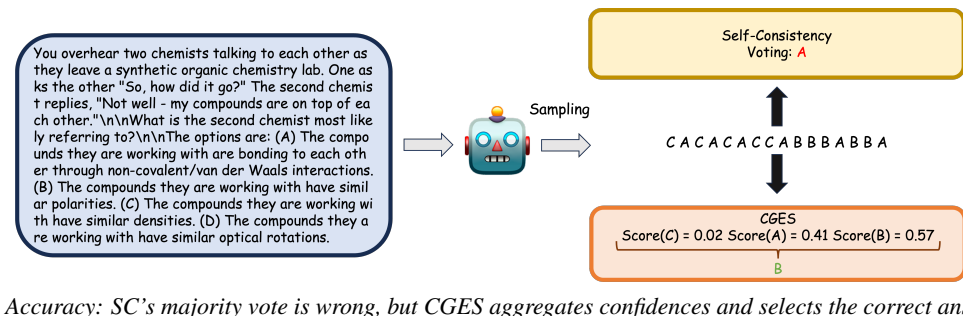 You overhear two chemists talking to each other as
they leave a synthetic organic chemistry lab. One as
ks the other "So, how did it go?" The second chemis
t replies, "Not well - my compounds are on top of ea
ch other."\n\nWhat is the second chemist most like
ly referring to?\n\nThe options are: (A) The compo
unds they are working with are bonding to each oth
er through non-covalent/van der Waals interactions.
(B) The compounds they are working with have simil
ar polarities. (C) The compounds they are working wi
th have similar densities. (D) The compounds they a
re working with have similar optical rotations.
Sampling
Self-Consistency
Voting: A
C A C A C A C C A B B B A B B A
CGES
Score(C) = 0.02 Score(A) = 0.41 Score(B) = 0.57
B
Accuracy: SC's majority vote is wrong, but CGES aggregates confidences and selects the correct an